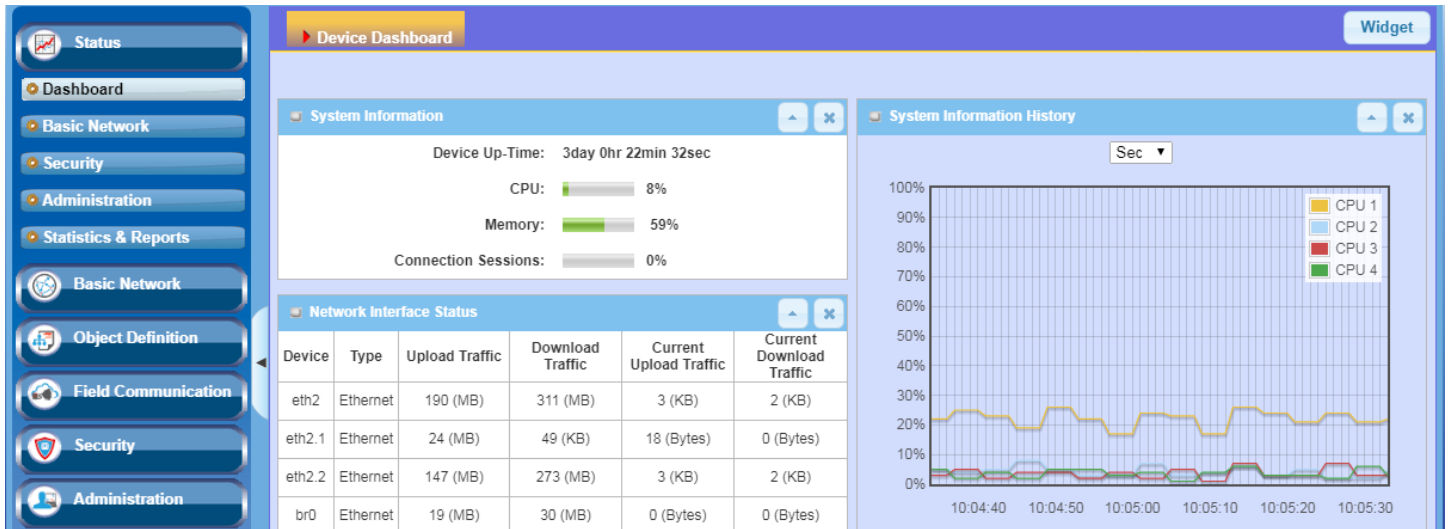 Status
Dashboard
Basic Network
Security
Administration
Statistics & Reports
Basic Network
Object Definition
Field Communication
Security
Administration
Device Dashboard
Widget
System Information
Device Up-Time: 3day 0hr 22min 32sec
CPU: 8%
Memory: 59%
Connection Sessions: 0%
Network Interface Status
Device Type Upload Traffic Download Traffic Current Upload Traffic Current Download Traffic
eth2 Ethernet 190 (MB) 311 (MB) 3 (KB) 2 (KB)
eth2.1 Ethernet 24 (MB) 49 (KB) 18 (Bytes) 0 (Bytes)
eth2.2 Ethernet 147 (MB) 273 (MB) 3 (KB) 2 (KB)
br0 Ethernet 19 (MB) 30 (MB) 0 (Bytes) 0 (Bytes)
System Information History
Sec
100%
90%
80%
70%
60%
50%
40%
30%
20%
10%
0%
CPU 1
CPU 2
CPU 3
CPU 4
10:04:40 10:04:50 10:05:00 10:05:10 10:05:20 10:05:30